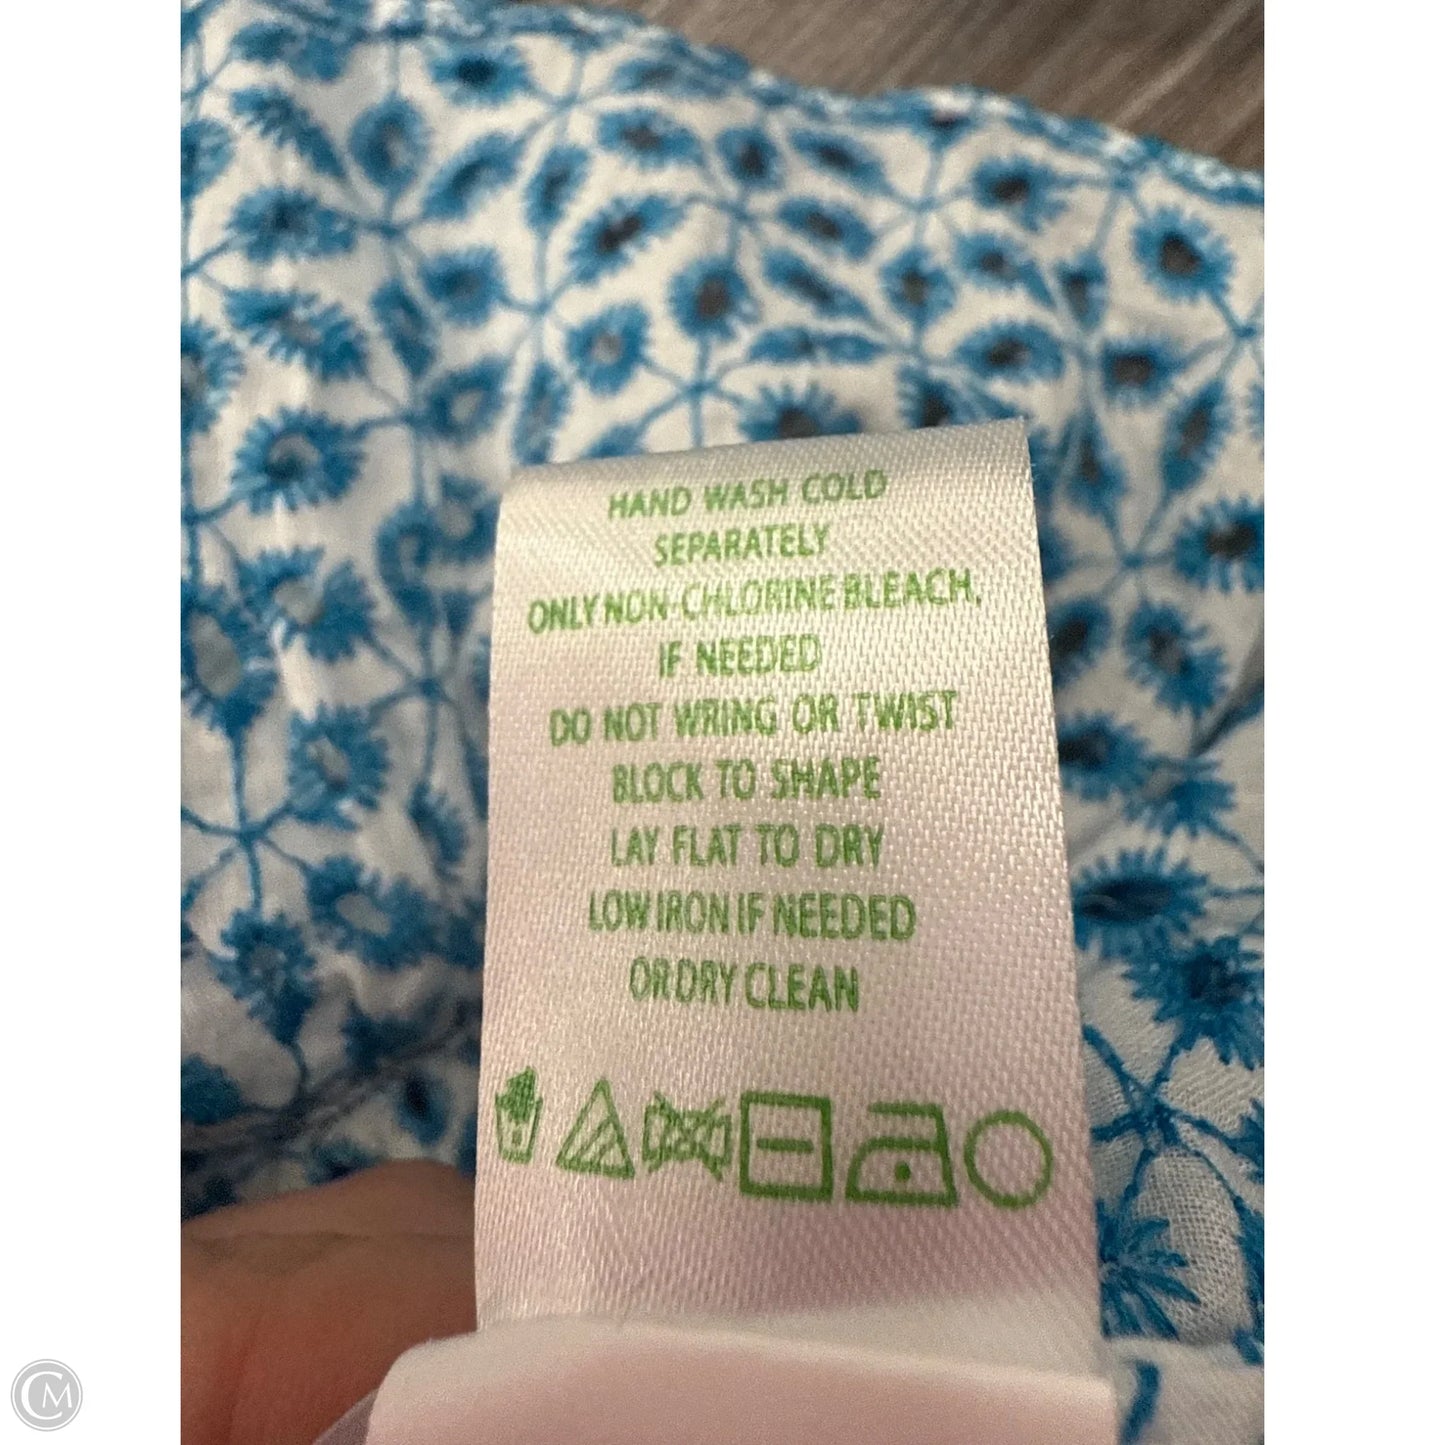 HAND WASH COLD
SEPARATELY
ONLY NON-CHLORINE BLEACH,
IF NEEDED
DO NOT WRING OR TWIST
BLOCK TO SHAPE
LAY FLAT TO DRY
LOW IRON IF NEEDED
OR DRY CLEAN
CM